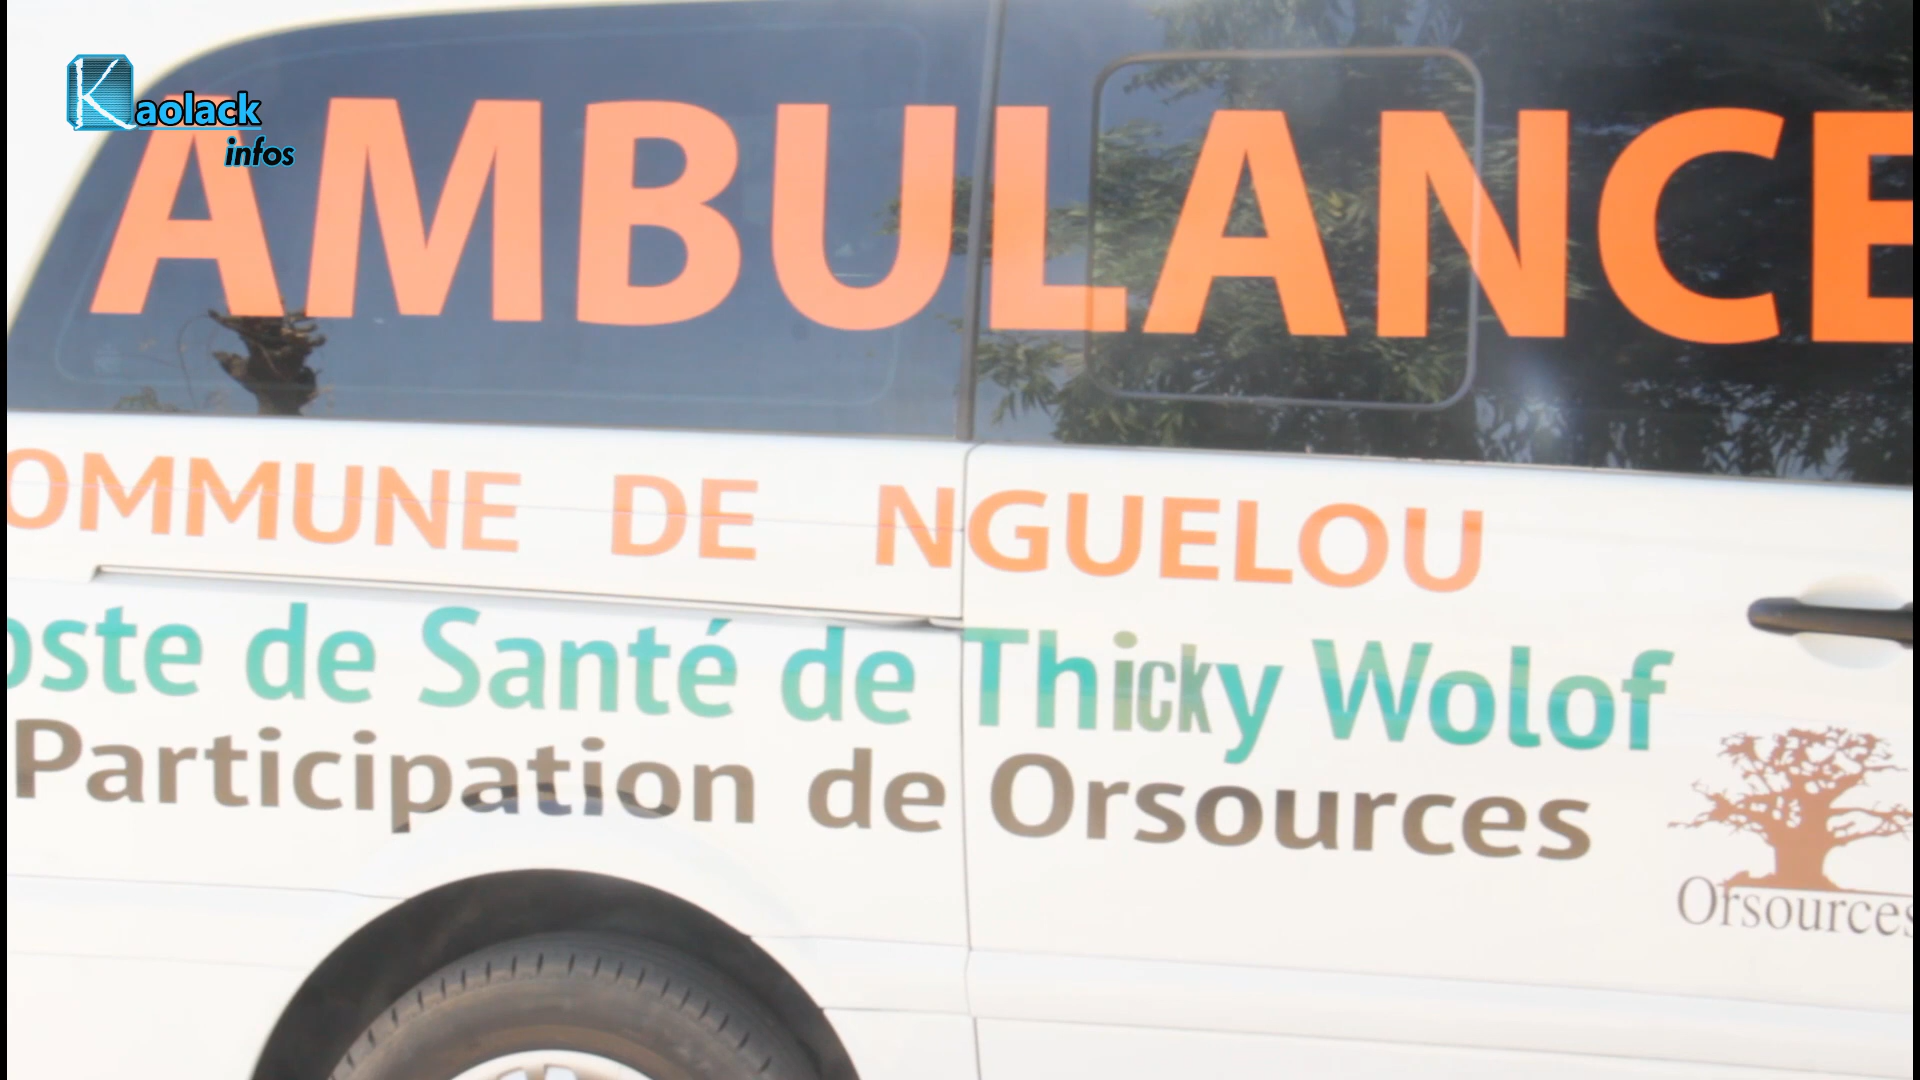 Kaolack
infos
AMBULANCE
OMMUNE DE NGUELOU
oste de Santé de Thicky Wolof
Participation de Orsources
Orsources